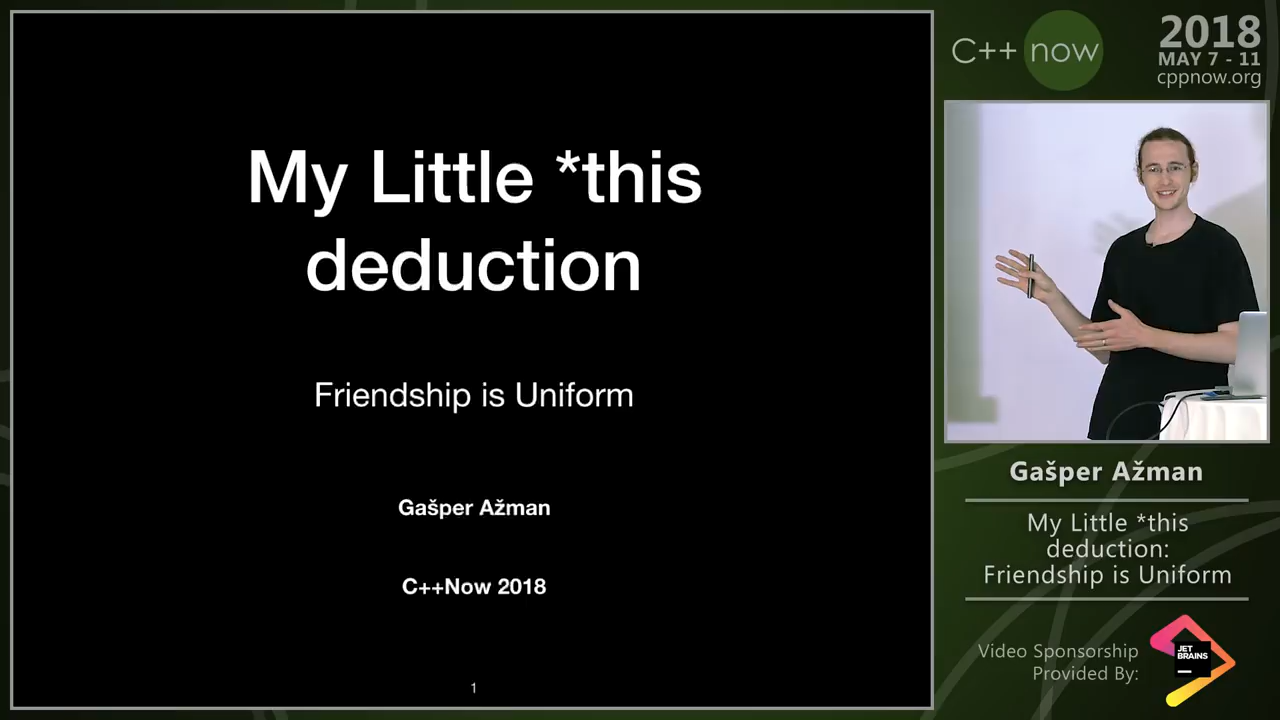 My Little *this
deduction
Friendship is Uniform
Gašper Ažman
C++Now 2018
1
C++ now
2018
MAY 7 - 11
cppnow.org
Gašper Ažman
My Little *this
deduction:
Friendship is Uniform
Video Sponsorship
Provided By:
JET
BRAINS